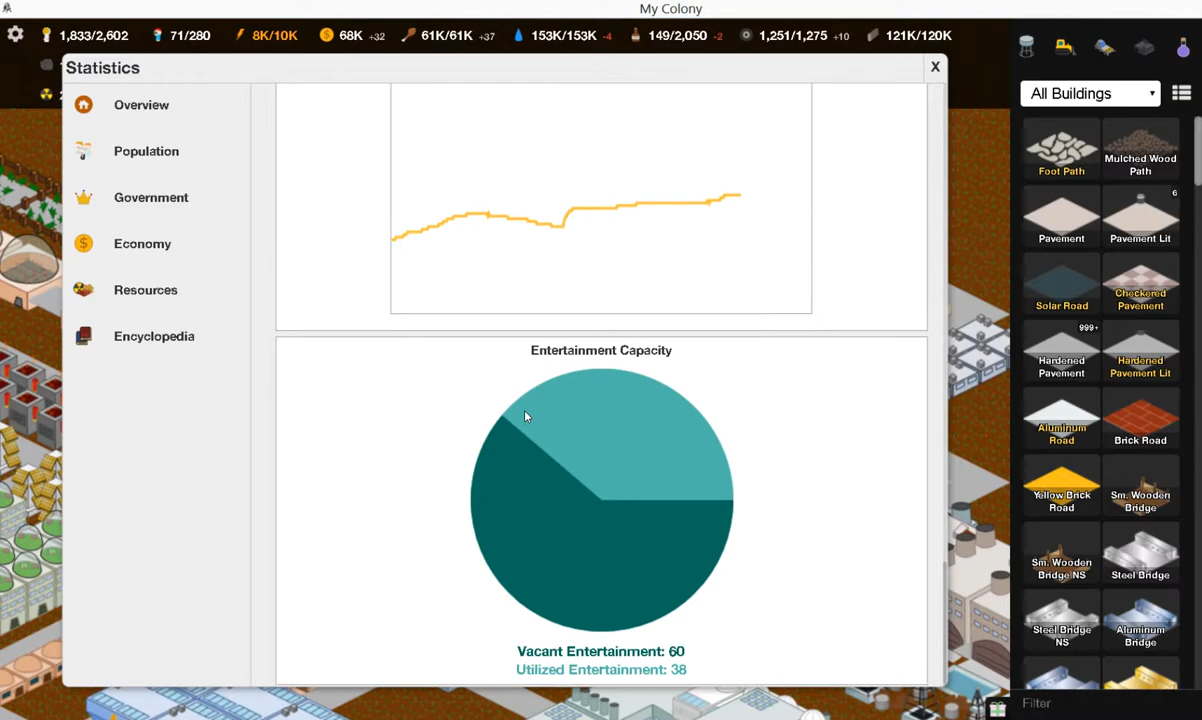 My Colony
1,833/2,602 71/280 8K/10K 68K +32 61K/61K +37 153K/153K -4 149/2,050 -2 1,251/1,275 +10 121K/120K
Statistics X
Overview
Population
Government
Economy
Resources
Encyclopedia
Entertainment Capacity
Vacant Entertainment: 60
Utilized Entertainment: 38
All Buildings
Foot Path
Mulched Wood
Path
6
Pavement
Pavement Lit
Solar Road
Checkered
Pavement
999+
Hardened
Pavement
Hardened
Pavement Lit
Aluminum
Road
Brick Road
Yellow Brick
Road
Sm. Wooden
Bridge
Sm. Wooden
Bridge NS
Steel Bridge
Steel Bridge
NS
Aluminum
Bridge
Filter